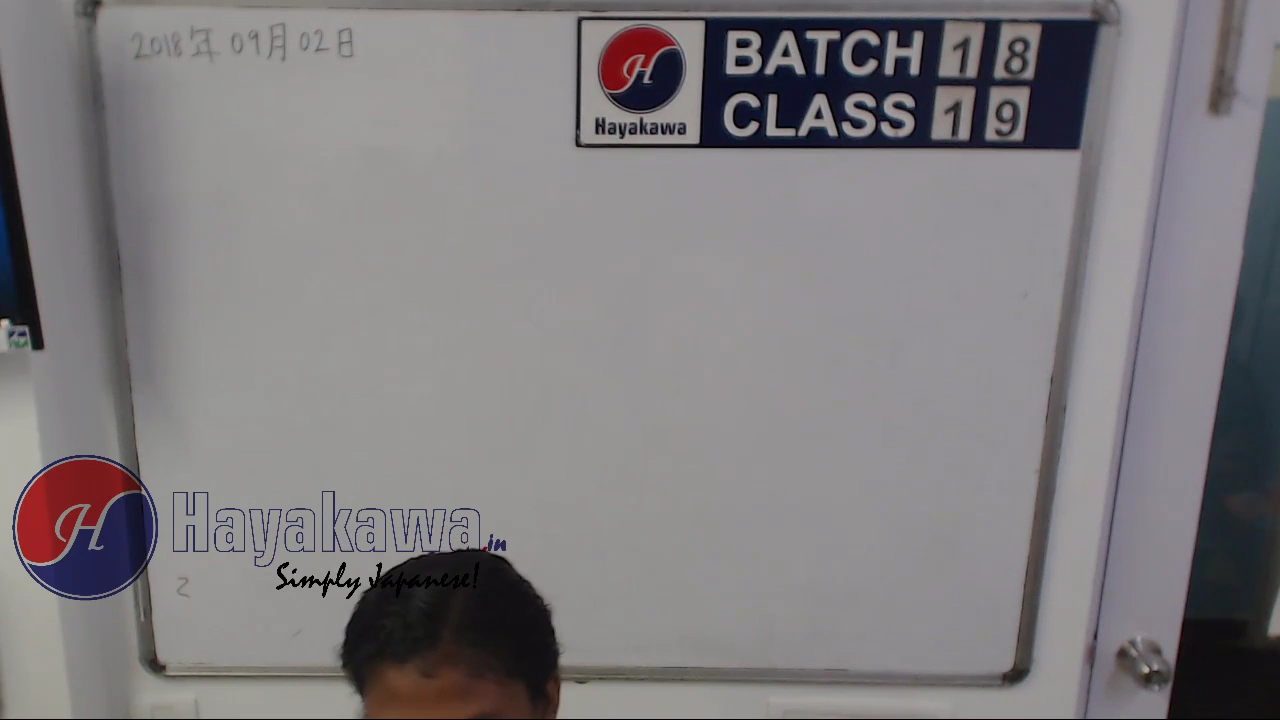 2018年 09月 02日
H
Hayakawa
BATCH 18
CLASS 19
H
Hayakawa.in
Simply Japanese!
2